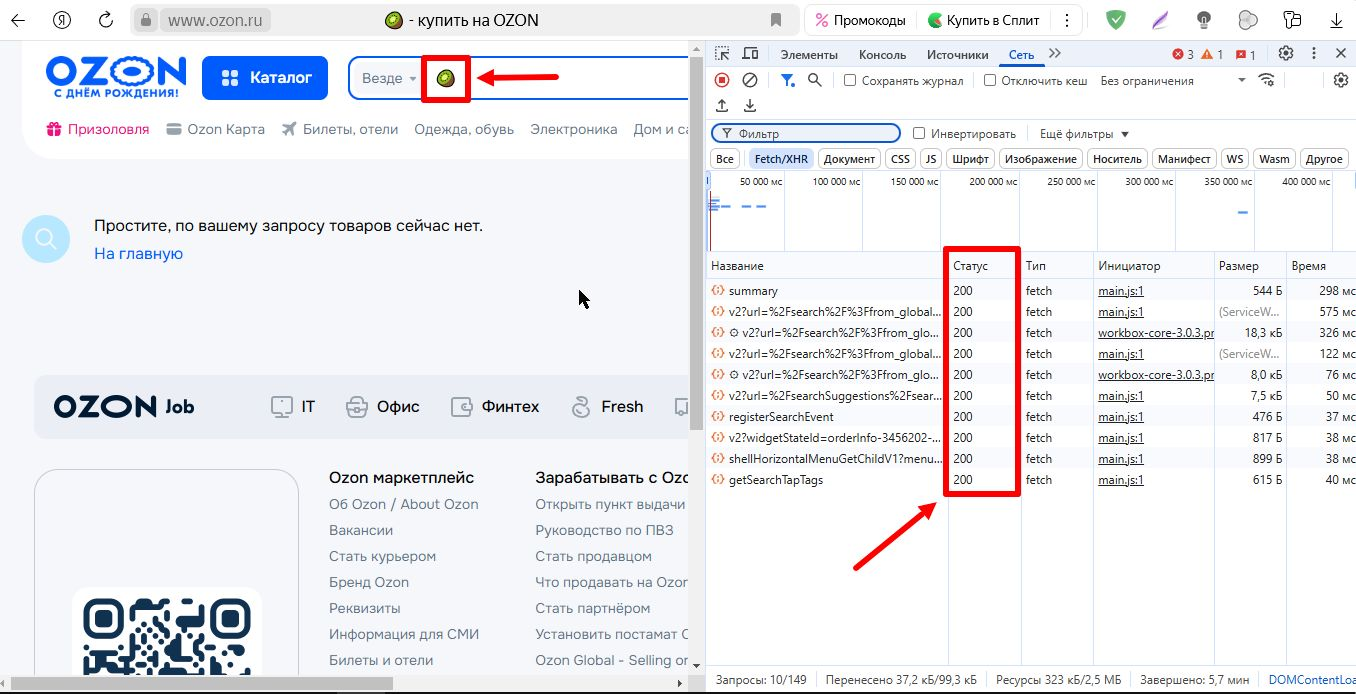 www.ozon.ru
🥝 - купить на OZON
Промокоды
Купить в Сплит
OZON
С ДНЁМ РОЖДЕНИЯ!
Каталог
Везде
🥝
Призоловля
Ozon Карта
Билеты, отели
Одежда, обувь
Электроника
Дом и са
Простите, по вашему запросу товаров сейчас нет.
На главную
OZON Job
IT
Офис
Финтех
Fresh
Ozon маркетплейс
Об Ozon / About Ozon
Вакансии
Стать курьером
Бренд Ozon
Реквизиты
Информация для СМИ
Билеты и отели
Зарабатывать с Ozo
Открыть пункт выдачи
Руководство по ПВЗ
Стать продавцом
Что продавать на Ozon
Стать партнёром
Установить постамат O
Ozon Global - Selling on
Элементы Консоль Источники Сеть 3 1 1
Сохранять журнал Отключить кеш Без ограничения
Фильтр Инвертировать Ещё фильтры
Все Fetch/XHR Документ CSS JS Шрифт Изображение Носитель Манифест WS Wasm Другое
50 000 мс 100 000 мс 150 000 мс 200 000 мс 250 000 мс 300 000 мс 350 000 мс 400 000 мс
Название Статус Тип Инициатор Размер Время
summary 200 fetch main.js:1 544 Б 298 мс
v2?url=%2Fsearch%2F%3Ffrom_global... 200 fetch main.js:1 (ServiceW... 575 мс
v2?url=%2Fsearch%2F%3Ffrom_glo... 200 fetch workbox-core-3.0.3.pr 18,3 кБ 326 мс
v2?url=%2Fsearch%2F%3Ffrom_global... 200 fetch main.js:1 (ServiceW... 122 мс
v2?url=%2Fsearch%2F%3Ffrom_glo... 200 fetch workbox-core-3.0.3.pr 8,0 кБ 76 мс
v2?url=%2FsearchSuggestions%2Fsear... 200 fetch main.js:1 7,5 кБ 50 мс
registerSearchEvent 200 fetch main.js:1 476 Б 37 мс
v2?widgetStateId=orderInfo-3456202-... 200 fetch main.js:1 817 Б 38 мс
shellHorizontalMenuGetChildV1?menu... 200 fetch main.js:1 899 Б 38 мс
getSearchTapTags 200 fetch main.js:1 615 Б 40 мс
Запросы: 10/149 Перенесено 37,2 кБ/99,3 кБ Ресурсы 323 кБ/2,5 МБ Завершено: 5,7 мин DOMContentLoa